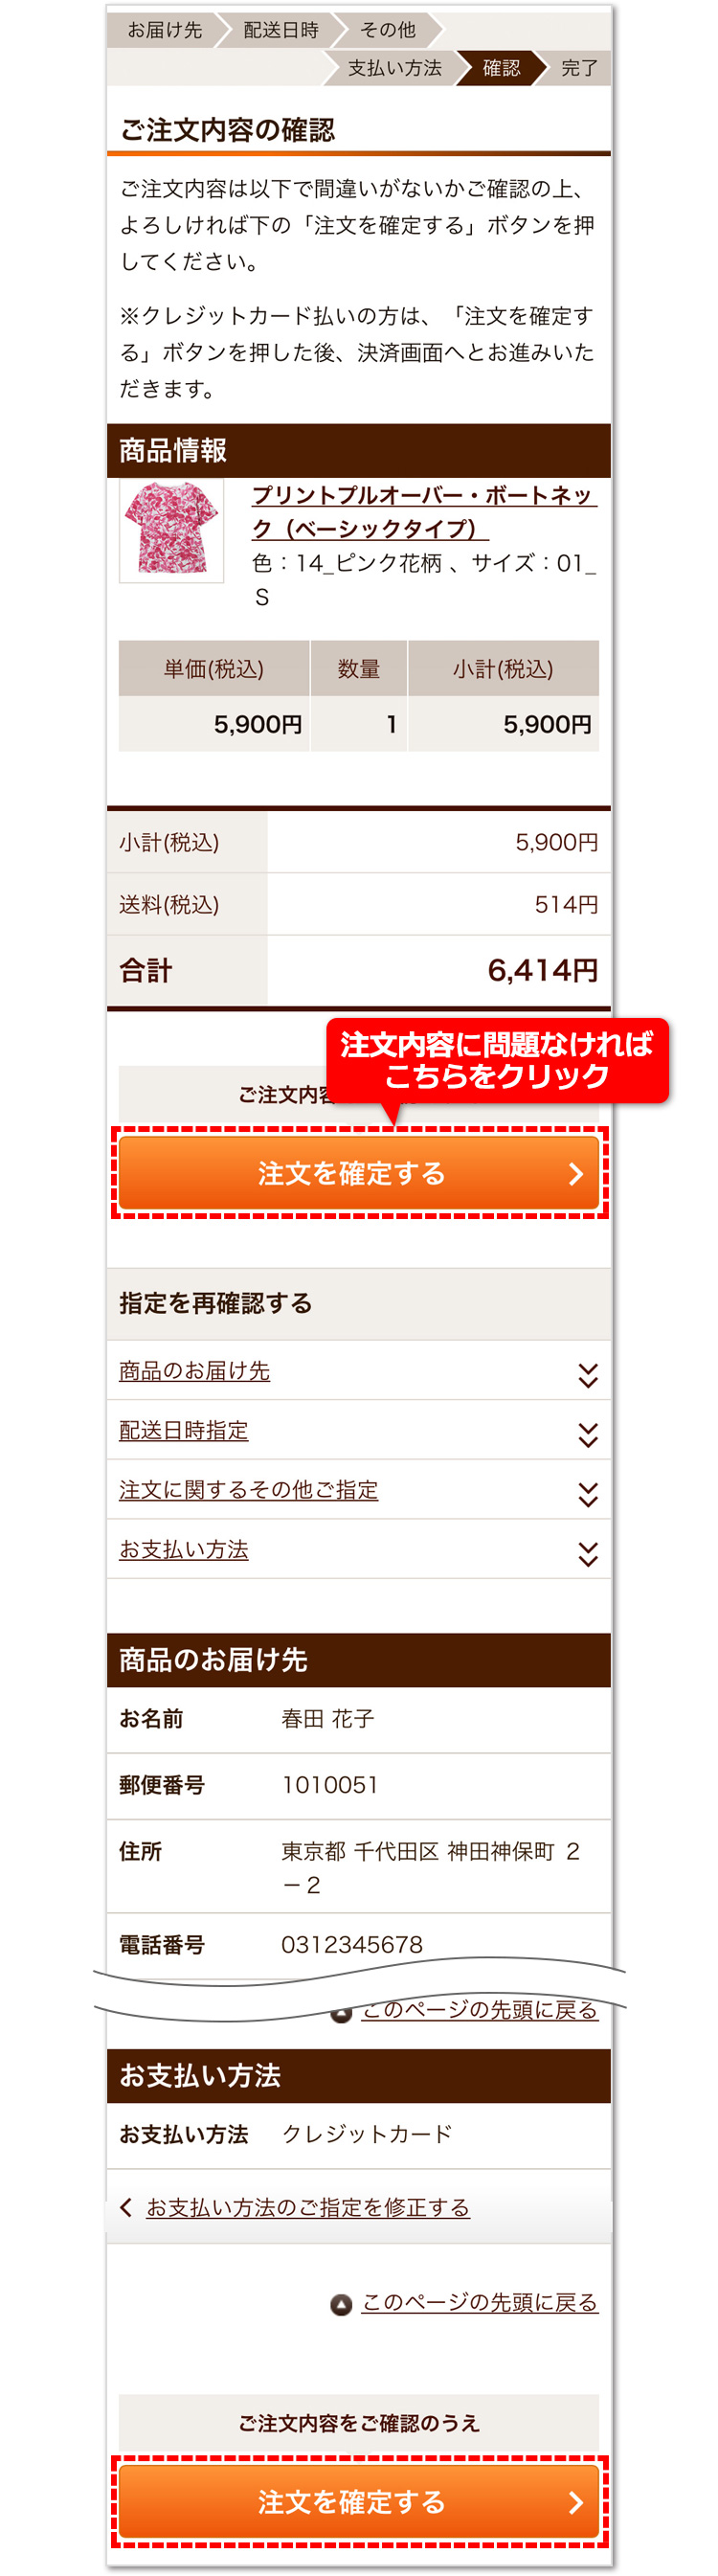 お届け先 配送日時 その他
支払い方法 確認 完了
ご注文内容の確認
ご注文内容は以下で間違いがないかご確認の上、
よろしければ下の「注文を確定する」ボタンを押
してください。
※クレジットカード払いの方は、「注文を確定す
る」ボタンを押した後、決済画面へとお進みいた
だきます。
商品情報
プリントプルオーバー・ボートネッ
ク（ベーシックタイプ）
色：14_ピンク花柄 、サイズ：01_
S
単価(税込) 数量 小計(税込)
5,900円 1 5,900円
小計(税込) 5,900円
送料(税込) 514円
合計 6,414円
注文内容に問題なければ
こちらをクリック
ご注文内容
注文を確定する
指定を再確認する
商品のお届け先
配送日時指定
注文に関するその他ご指定
お支払い方法
商品のお届け先
お名前 春田 花子
郵便番号 1010051
住所 東京都 千代田区 神田神保町 ２
－２
電話番号 0312345678
このページの先頭に戻る
お支払い方法
お支払い方法 クレジットカード
お支払い方法のご指定を修正する
このページの先頭に戻る
ご注文内容をご確認のうえ
注文を確定する